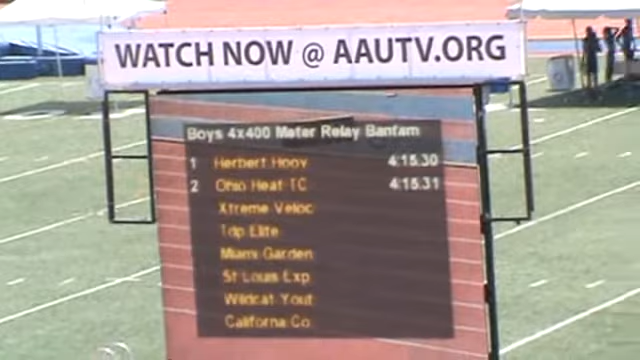 WATCH NOW @ AAUTV.ORG
Boys 4x400 Meter Relay Bantam
1 Herbert Hoov 4:15.30
2 Ohio Heat TC 4:15.31
Xtreme Veloc
Tdp Elite
Miami Garden
St Louis Exp
Wildcat Yout
California Co